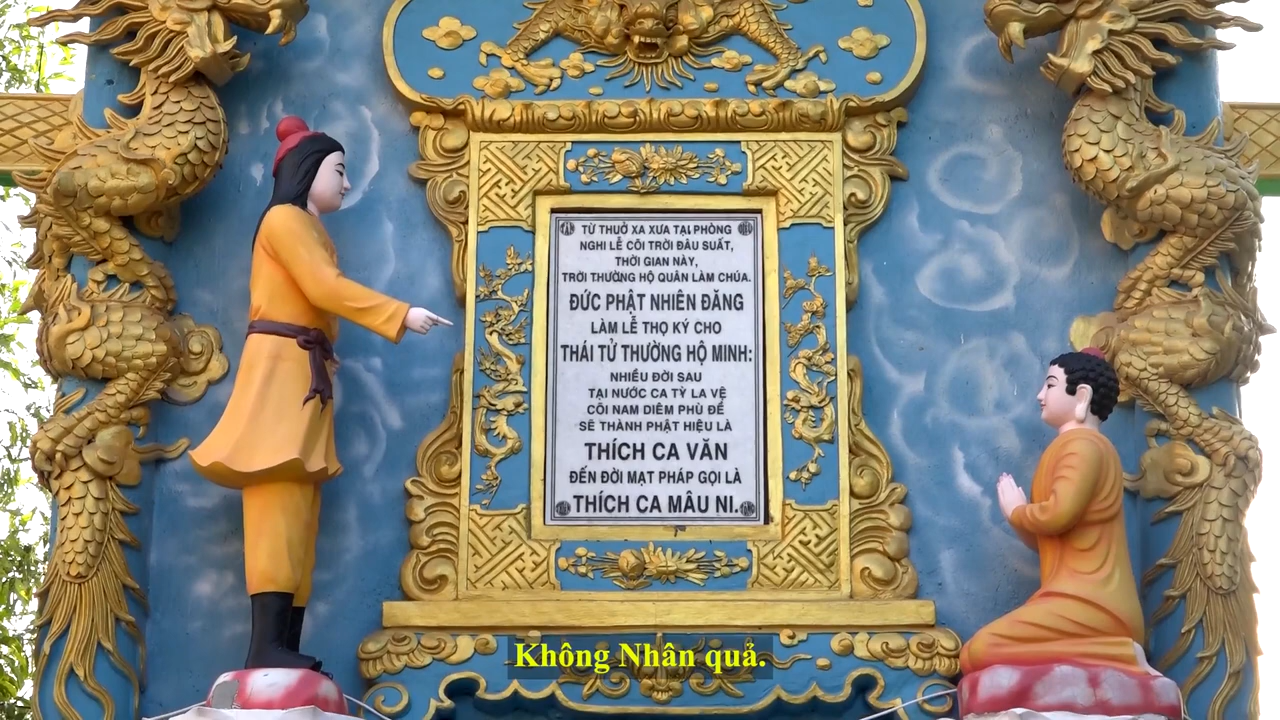 TỪ THUỞ XA XƯA TẠI PHÒNG
NGHI LỄ CÕI TRỜI ĐÂU SUẤT,
THỜI GIAN NÀY,
TRỜI THƯỜNG HỘ QUÂN LÀM CHÚA.
ĐỨC PHẬT NHIÊN ĐĂNG
LÀM LỄ THỌ KÝ CHO
THÁI TỬ THƯỜNG HỘ MINH:
NHIỀU ĐỜI SAU
TẠI NƯỚC CA TỲ LA VỆ
CÕI NAM DIÊM PHÙ ĐỀ
SẼ THÀNH PHẬT HIỆU LÀ
THÍCH CA VĂN
ĐẾN ĐỜI MẠT PHÁP GỌI LÀ
THÍCH CA MÂU NI.
Không Nhân quả.